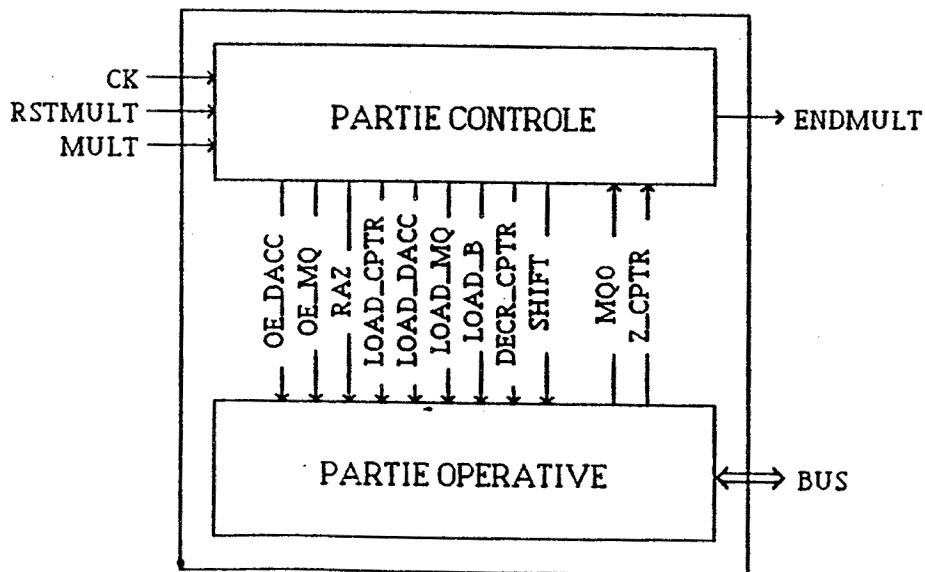 CK
RSTMULT
MULT
PARTIE CONTROLE
ENDMULT
OE_DACC
OE_MQ
RAZ
LOAD_CPTR
LOAD_DACC
LOAD_MQ
LOAD_B
DECR_CPTR
SHIFT
MQ0
Z_CPTR
PARTIE OPERATIVE
BUS